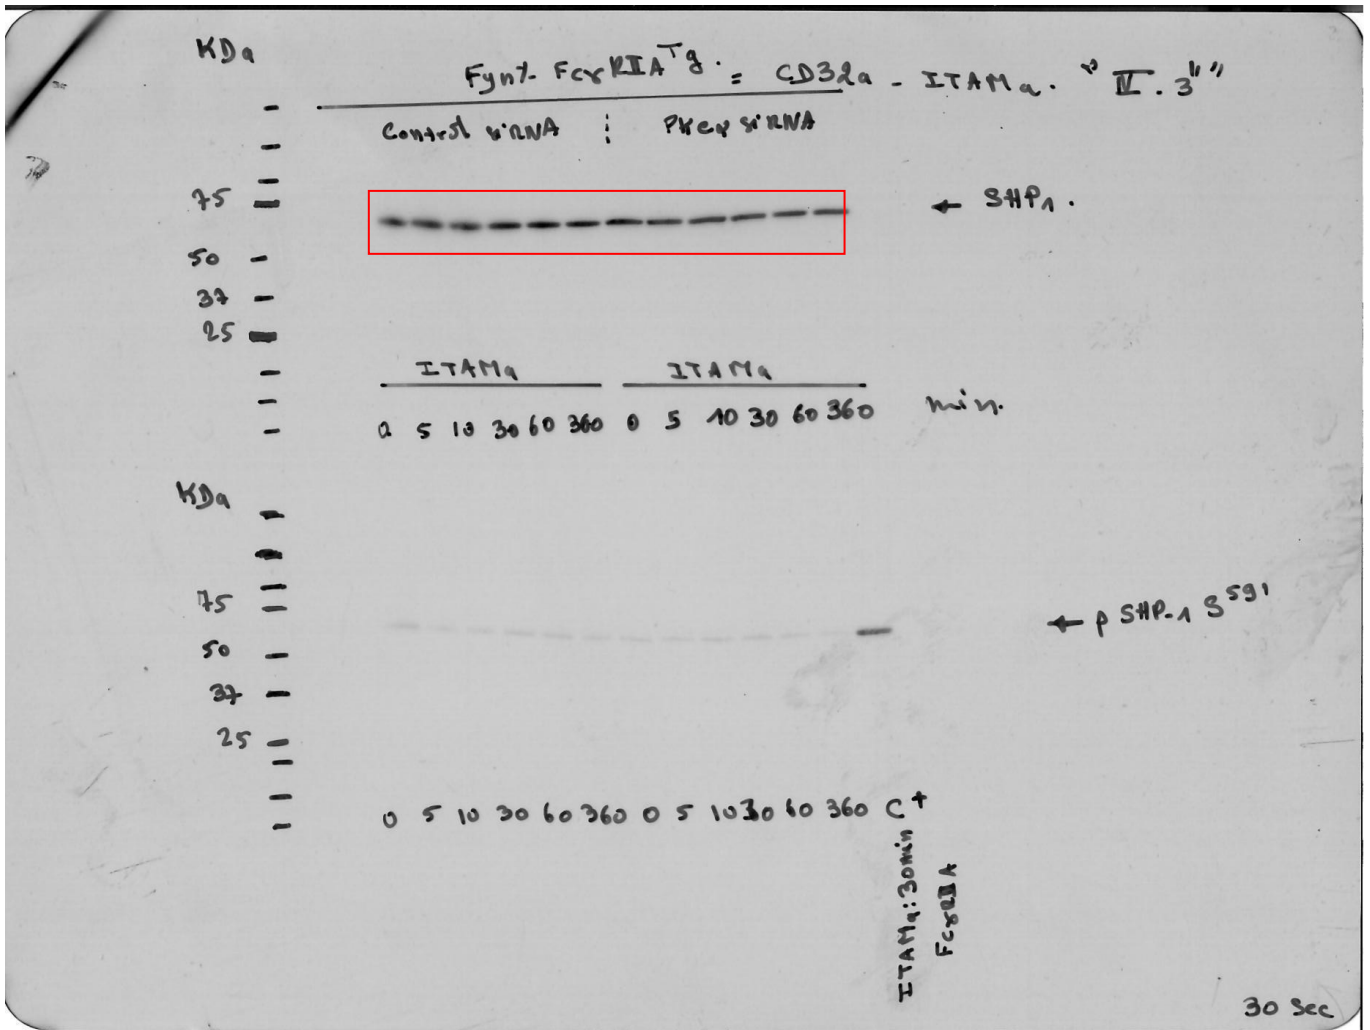 KDa
Fyn⁻/⁻ FcγRIIA Tg. = CD32a - ITAMa. "IV.3"
Control siRNA PKCα siRNA
75
← SHP1.
50
37
25
ITAMa ITAMa
0 5 10 30 60 360 0 5 10 30 60 360 min.
KDa
75
← p SHP-1 S591
50
37
25
0 5 10 30 60 360 0 5 10 30 60 360 C+
ITAMa: 30min
FcγRIIA
30 Sec